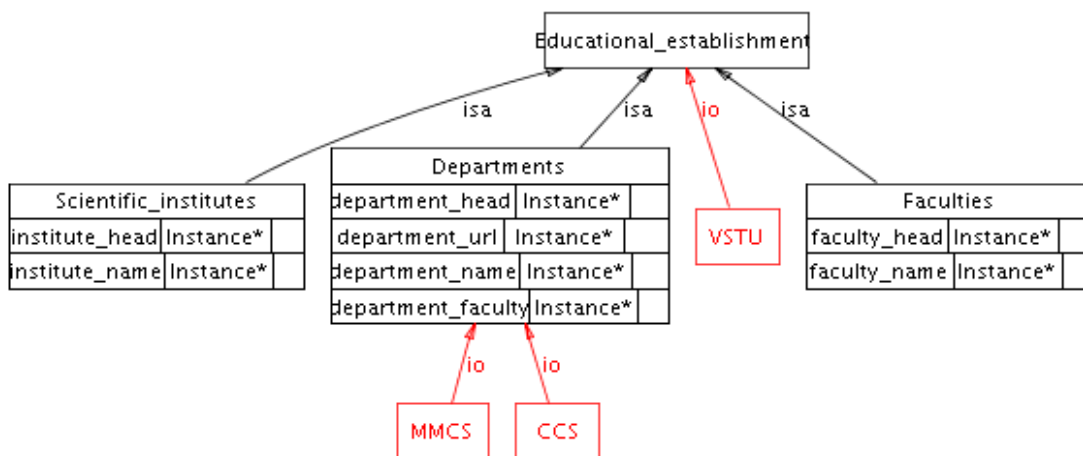 Educational_establishment
isa
isa
io
isa
Departments
department_head Instance*
department_url Instance*
department_name Instance*
department_faculty Instance*
Scientific_institutes
institute_head Instance*
institute_name Instance*
VSTU
Faculties
faculty_head Instance*
faculty_name Instance*
io
io
MMCS
CCS